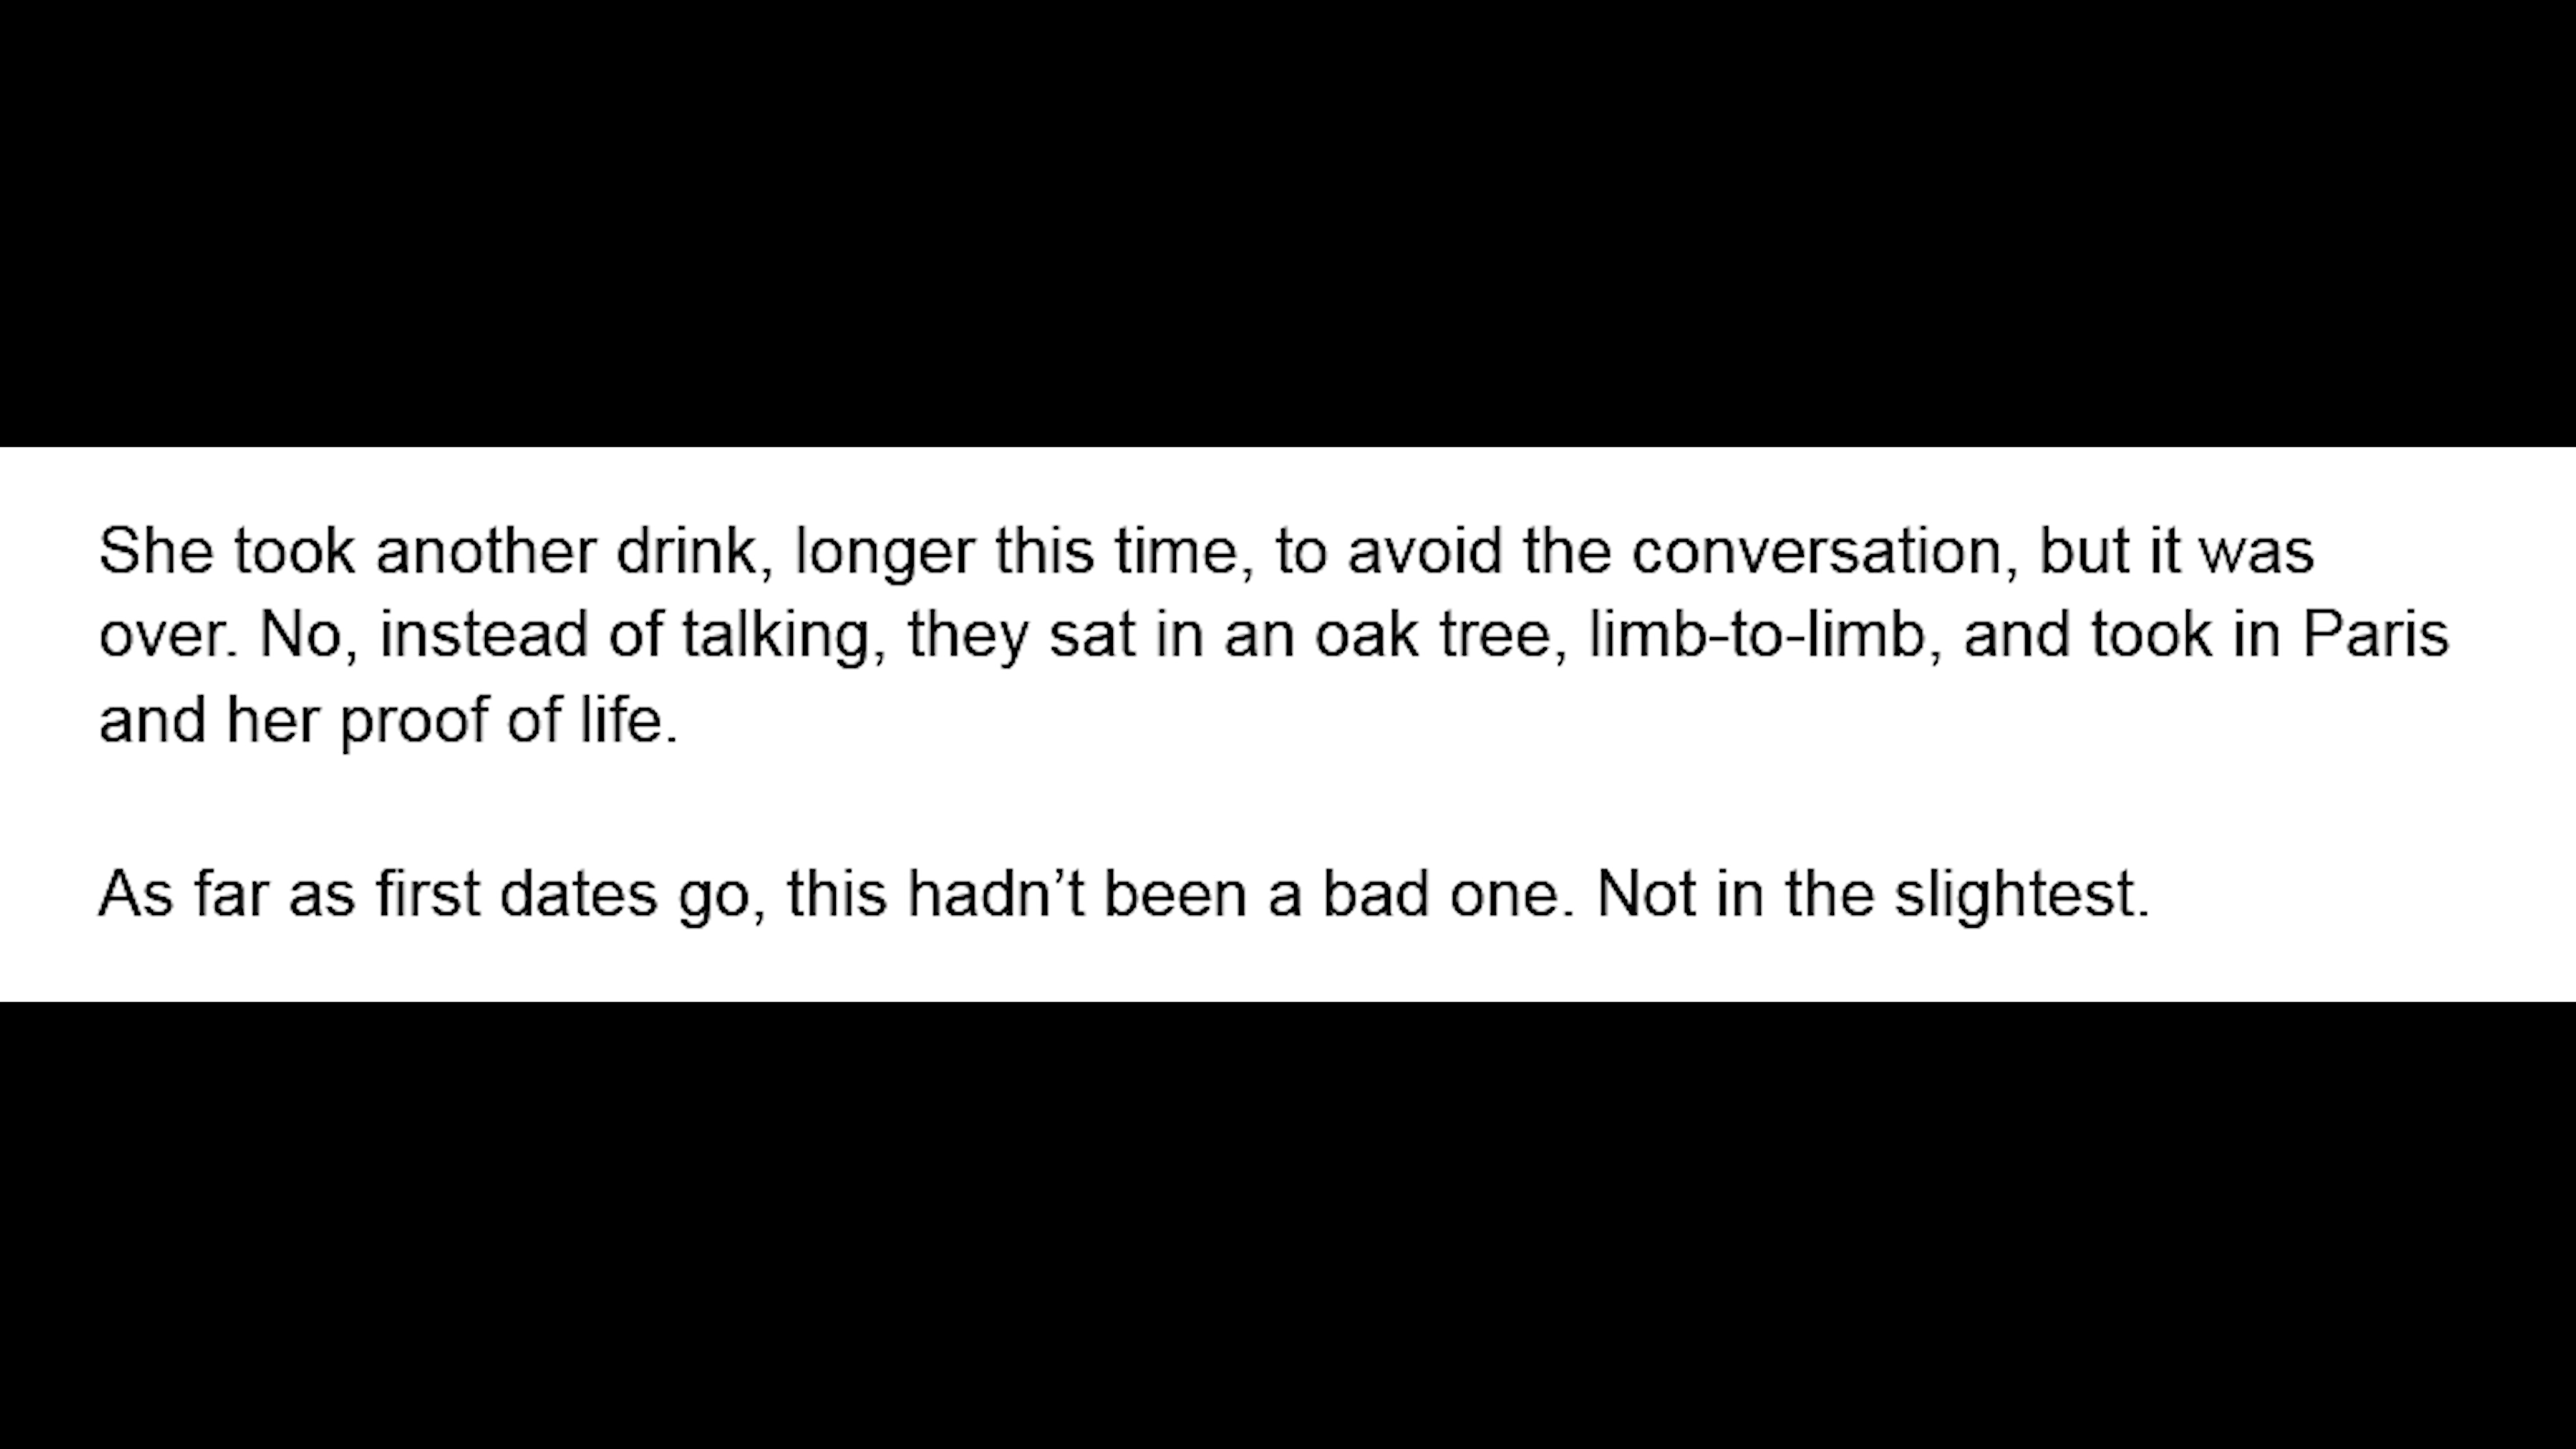 She took another drink, longer this time, to avoid the conversation, but it was
over. No, instead of talking, they sat in an oak tree, limb-to-limb, and took in Paris
and her proof of life.
As far as first dates go, this hadn’t been a bad one. Not in the slightest.